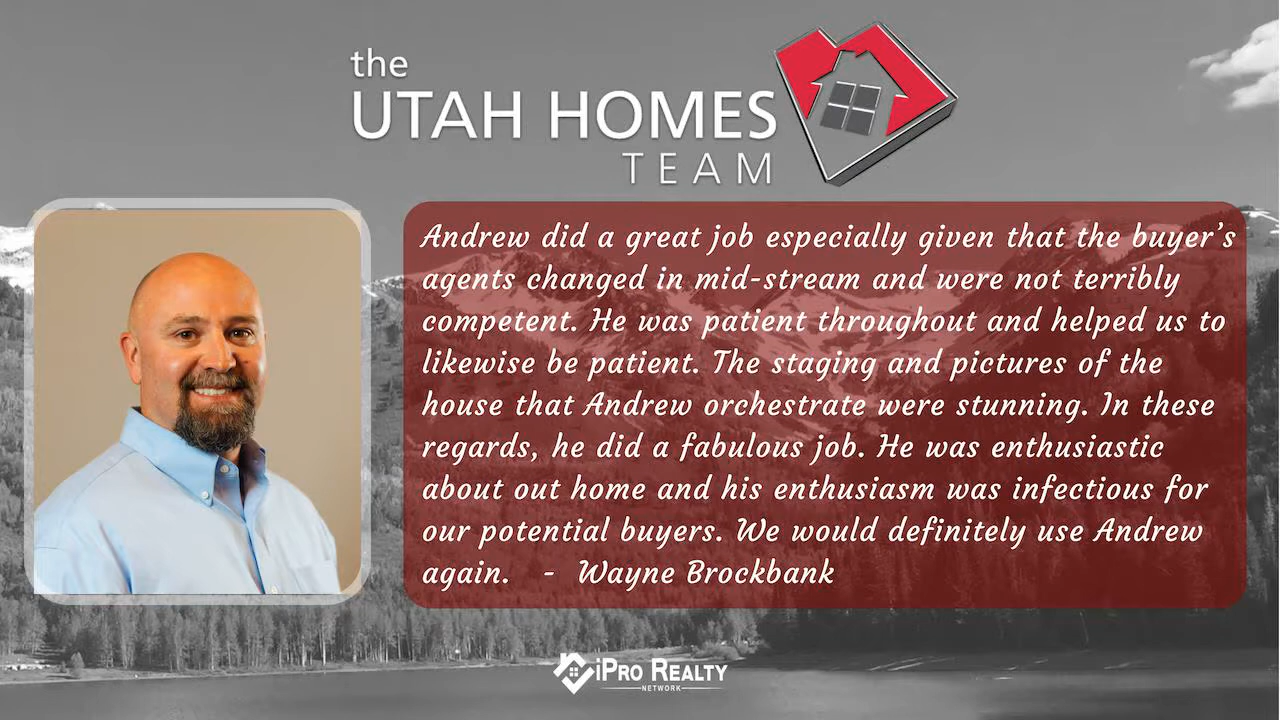 the
UTAH HOMES
TEAM
Andrew did a great job especially given that the buyer’s
agents changed in mid-stream and were not terribly
competent. He was patient throughout and helped us to
likewise be patient. The staging and pictures of the
house that Andrew orchestrate were stunning. In these
regards, he did a fabulous job. He was enthusiastic
about out home and his enthusiasm was infectious for
our potential buyers. We would definitely use Andrew
again. - Wayne Brockbank
iPRO REALTY
NETWORK